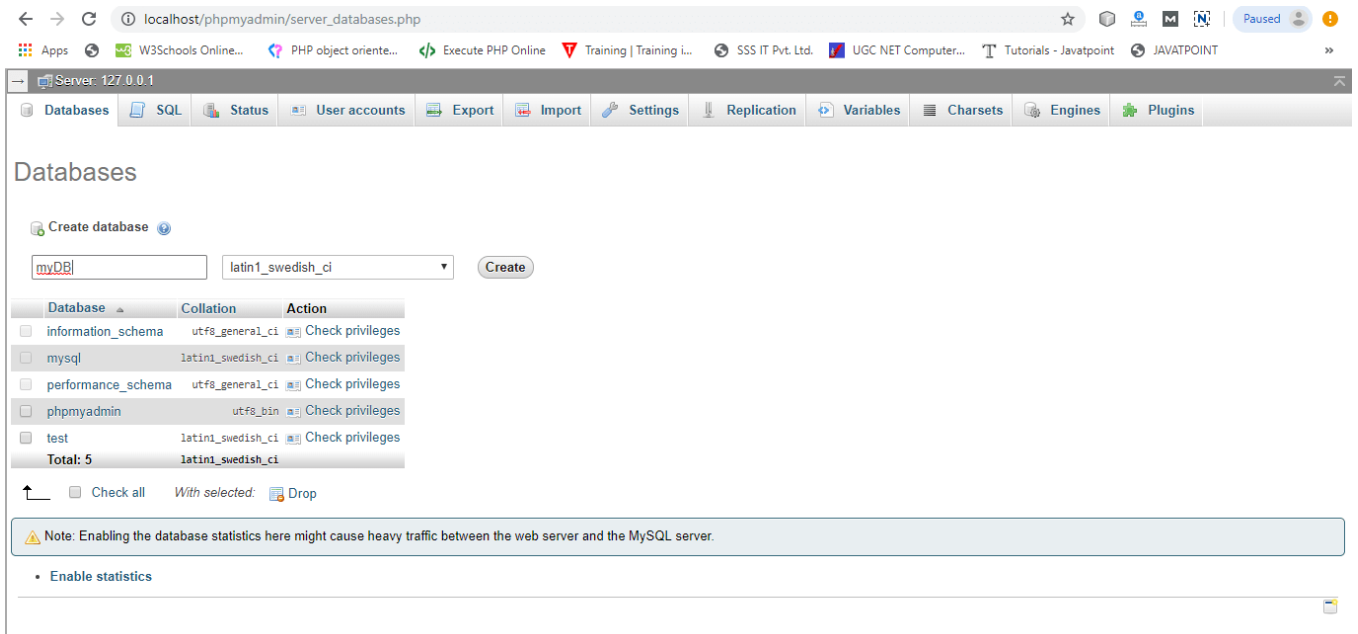 localhost/phpmyadmin/server_databases.php Paused
Apps W3Schools Online... PHP object oriente... Execute PHP Online Training | Training i... SSS IT Pvt. Ltd. UGC NET Computer... Tutorials - Javatpoint JAVATPOINT »
Server: 127.0.0.1
Databases SQL Status User accounts Export Import Settings Replication Variables Charsets Engines Plugins
Databases
Create database
myDB latin1_swedish_ci Create
Database Collation Action
information_schema utf8_general_ci Check privileges
mysql latin1_swedish_ci Check privileges
performance_schema utf8_general_ci Check privileges
phpmyadmin utf8_bin Check privileges
test latin1_swedish_ci Check privileges
Total: 5 latin1_swedish_ci
Check all With selected: Drop
Note: Enabling the database statistics here might cause heavy traffic between the web server and the MySQL server.
• Enable statistics